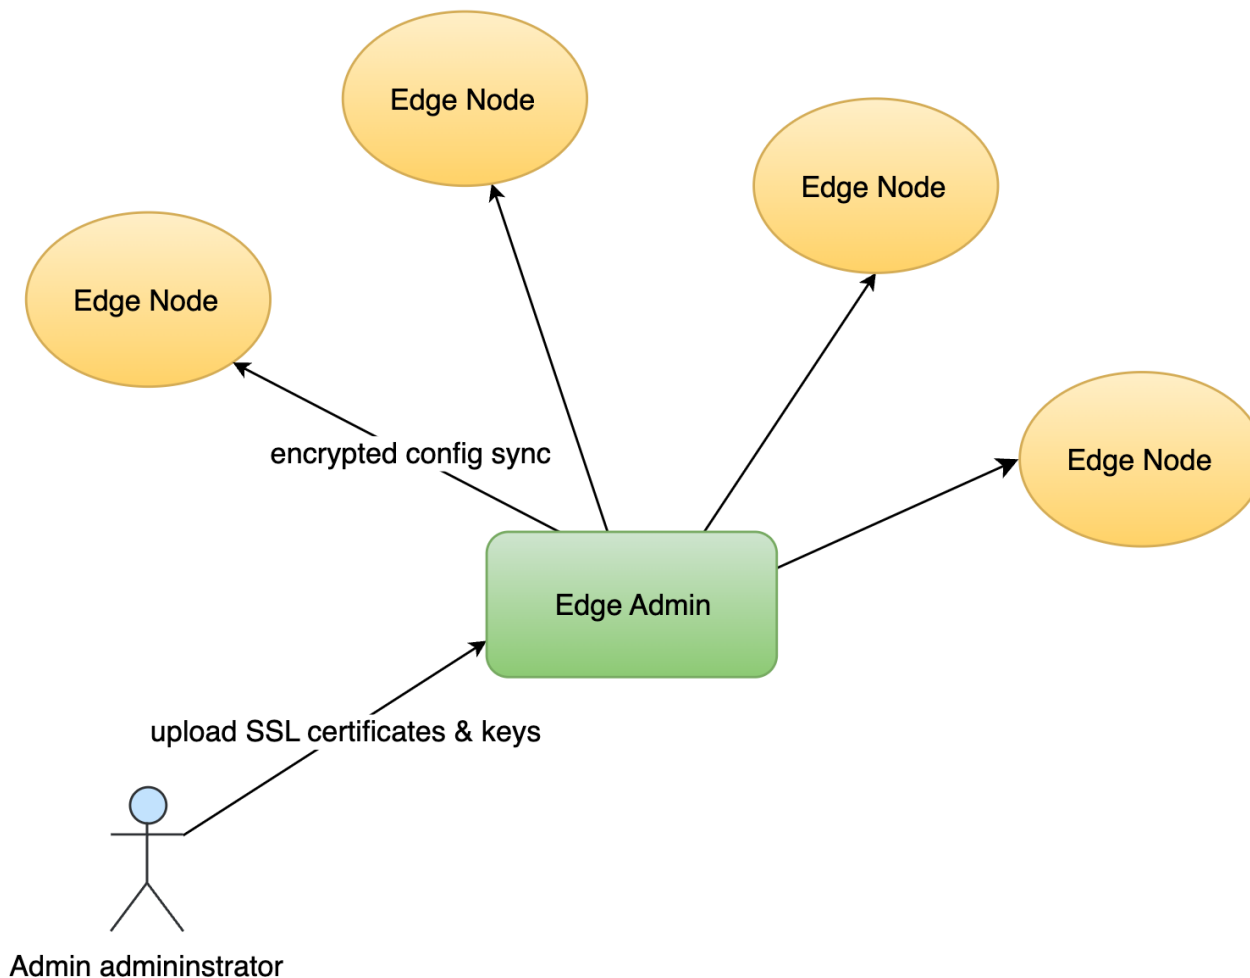 Edge Node
Edge Node
Edge Node
encrypted config sync
Edge Node
Edge Admin
upload SSL certificates & keys
Admin admininstrator